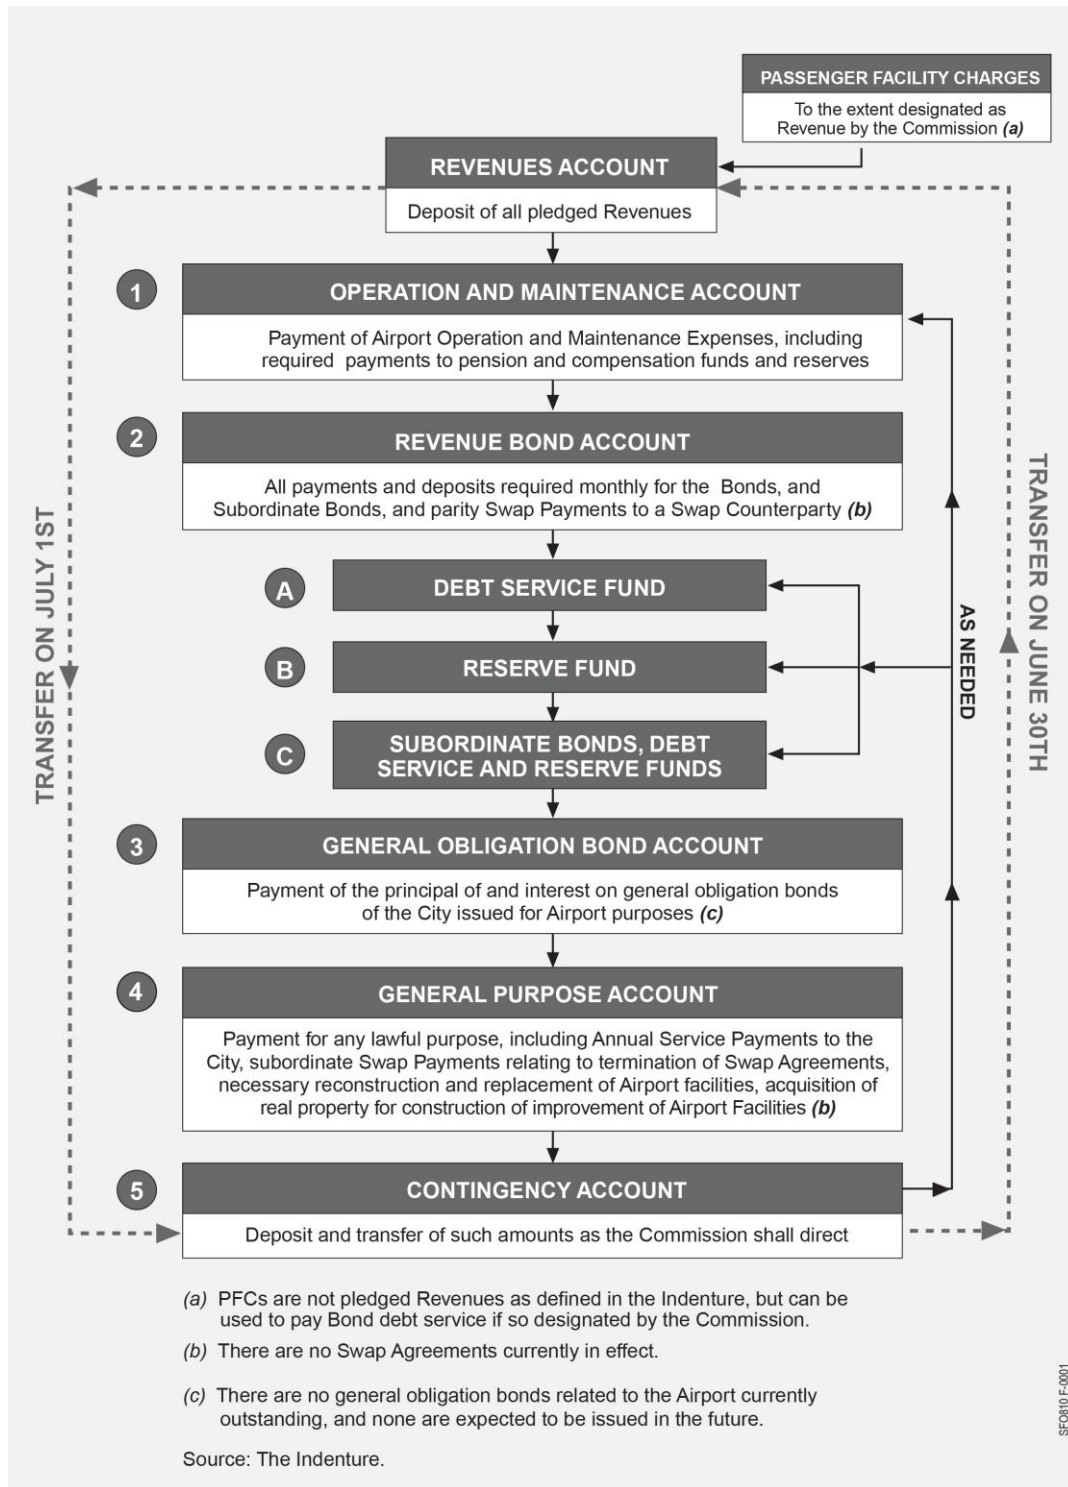 PASSENGER FACILITY CHARGES
To the extent designated as
Revenue by the Commission (a)
REVENUES ACCOUNT
Deposit of all pledged Revenues
1
OPERATION AND MAINTENANCE ACCOUNT
Payment of Airport Operation and Maintenance Expenses, including
required payments to pension and compensation funds and reserves
2
REVENUE BOND ACCOUNT
All payments and deposits required monthly for the Bonds, and
Subordinate Bonds, and parity Swap Payments to a Swap Counterparty (b)
A
DEBT SERVICE FUND
B
RESERVE FUND
C
SUBORDINATE BONDS, DEBT
SERVICE AND RESERVE FUNDS
3
GENERAL OBLIGATION BOND ACCOUNT
Payment of the principal of and interest on general obligation bonds
of the City issued for Airport purposes (c)
4
GENERAL PURPOSE ACCOUNT
Payment for any lawful purpose, including Annual Service Payments to the
City, subordinate Swap Payments relating to termination of Swap Agreements,
necessary reconstruction and replacement of Airport facilities, acquisition of
real property for construction of improvement of Airport Facilities (b)
5
CONTINGENCY ACCOUNT
Deposit and transfer of such amounts as the Commission shall direct
TRANSFER ON JULY 1ST
AS NEEDED
TRANSFER ON JUNE 30TH
(a) PFCs are not pledged Revenues as defined in the Indenture, but can be
used to pay Bond debt service if so designated by the Commission.
(b) There are no Swap Agreements currently in effect.
(c) There are no general obligation bonds related to the Airport currently
outstanding, and none are expected to be issued in the future.
Source: The Indenture.
SFO810 F-0001